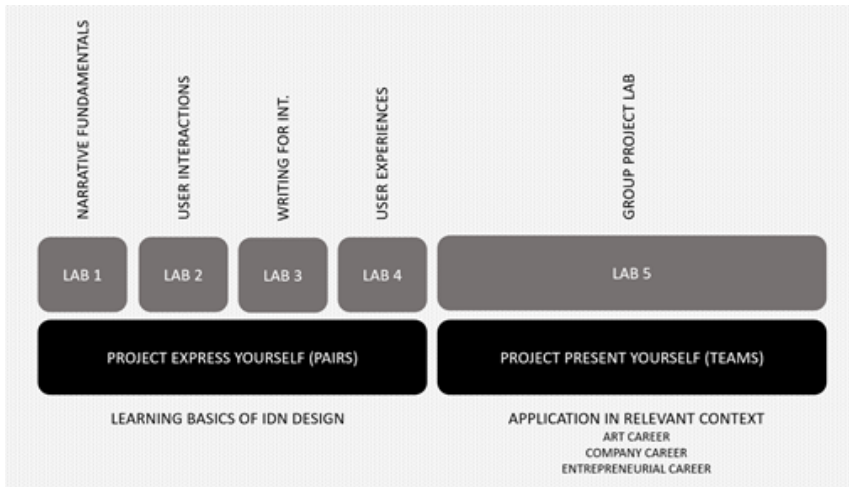 NARRATIVE FUNDAMENTALS
USER INTERACTIONS
WRITING FOR INT.
USER EXPERIENCES
GROUP PROJECT LAB
LAB 1
LAB 2
LAB 3
LAB 4
LAB 5
PROJECT EXPRESS YOURSELF (PAIRS)
PROJECT PRESENT YOURSELF (TEAMS)
LEARNING BASICS OF IDN DESIGN
APPLICATION IN RELEVANT CONTEXT
ART CAREER
COMPANY CAREER
ENTREPRENEURIAL CAREER